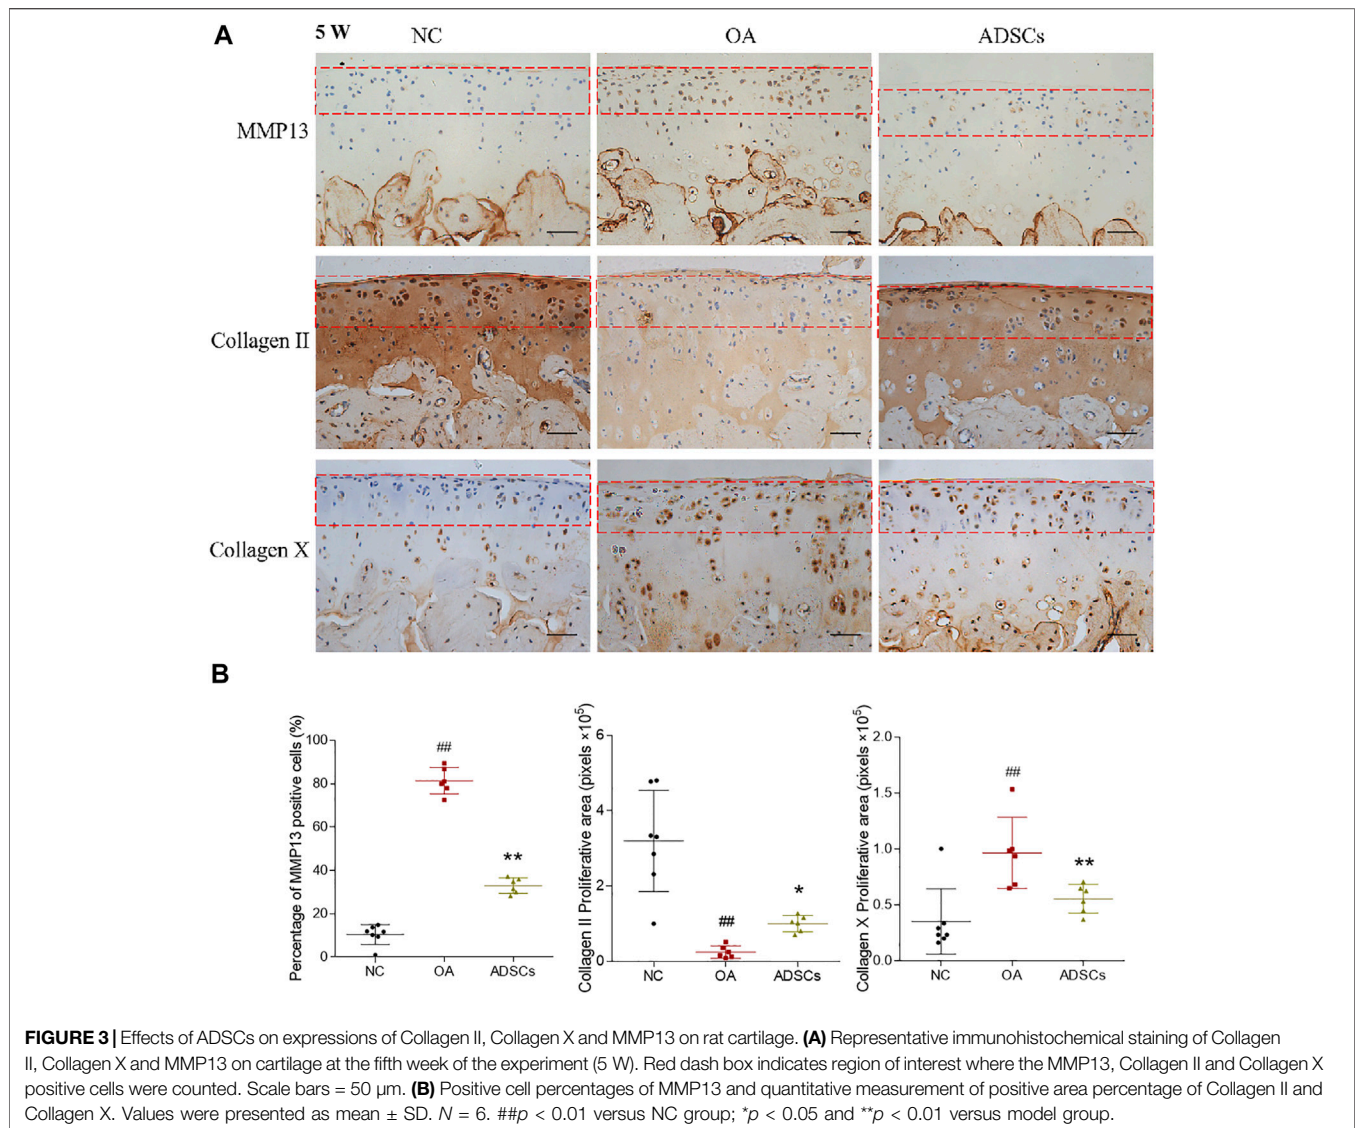 A
5 W
NC
OA
ADSCs
MMP13
Collagen II
Collagen X
B
Percentage of MMP13 positive cells (%)
100
80
60
40
20
0
##
**
NC
OA
ADSCs
Collagen II Proliferative area (pixels ×10⁵)
6
4
2
0
##
*
NC
OA
ADSCs
Collagen X Proliferative area (pixels ×10⁵)
2.0
1.5
1.0
0.5
0.0
##
**
NC
OA
ADSCs
FIGURE 3 | Effects of ADSCs on expressions of Collagen II, Collagen X and MMP13 on rat cartilage. (A) Representative immunohistochemical staining of Collagen
II, Collagen X and MMP13 on cartilage at the fifth week of the experiment (5 W). Red dash box indicates region of interest where the MMP13, Collagen II and Collagen X
positive cells were counted. Scale bars = 50 µm. (B) Positive cell percentages of MMP13 and quantitative measurement of positive area percentage of Collagen II and
Collagen X. Values were presented as mean ± SD. N = 6. ##p < 0.01 versus NC group; *p < 0.05 and **p < 0.01 versus model group.